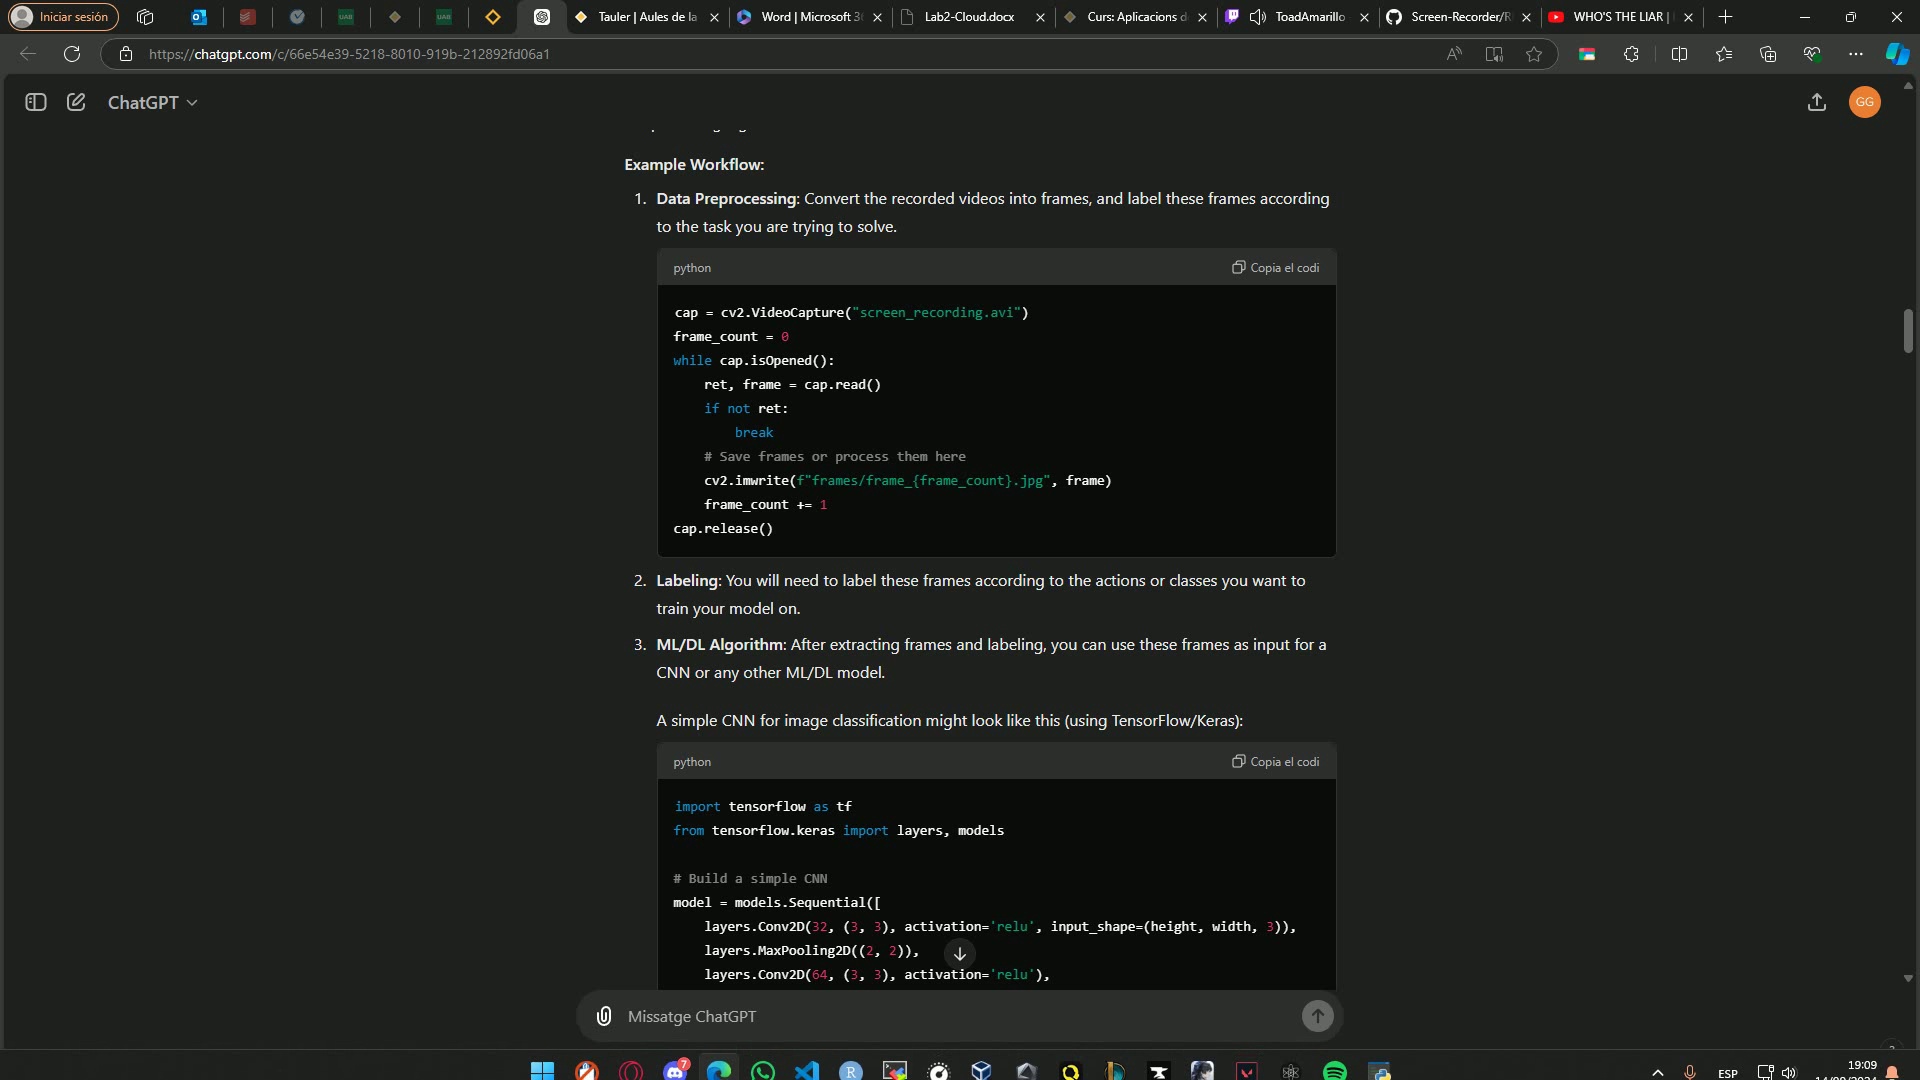 Iniciar sesión
UAB
UAB
Tauler | Aules de la
Word | Microsoft 3
Lab2-Cloud.docx
Curs: Aplicacions d
ToadAmarillo
Screen-Recorder/R
WHO'S THE LIAR |
https://chatgpt.com/c/66e54e39-5218-8010-919b-212892fd06a1
ChatGPT
GG
Example Workflow:
1. Data Preprocessing: Convert the recorded videos into frames, and label these frames according
to the task you are trying to solve.
python
Copia el codi
cap = cv2.VideoCapture("screen_recording.avi")
frame_count = 0
while cap.isOpened():
ret, frame = cap.read()
if not ret:
break
# Save frames or process them here
cv2.imwrite(f"frames/frame_{frame_count}.jpg", frame)
frame_count += 1
cap.release()
2. Labeling: You will need to label these frames according to the actions or classes you want to
train your model on.
3. ML/DL Algorithm: After extracting frames and labeling, you can use these frames as input for a
CNN or any other ML/DL model.
A simple CNN for image classification might look like this (using TensorFlow/Keras):
python
Copia el codi
import tensorflow as tf
from tensorflow.keras import layers, models
# Build a simple CNN
model = models.Sequential([
layers.Conv2D(32, (3, 3), activation='relu', input_shape=(height, width, 3)),
layers.MaxPooling2D((2, 2)),
layers.Conv2D(64, (3, 3), activation='relu'),
Missatge ChatGPT
7
R
ESP
19:09